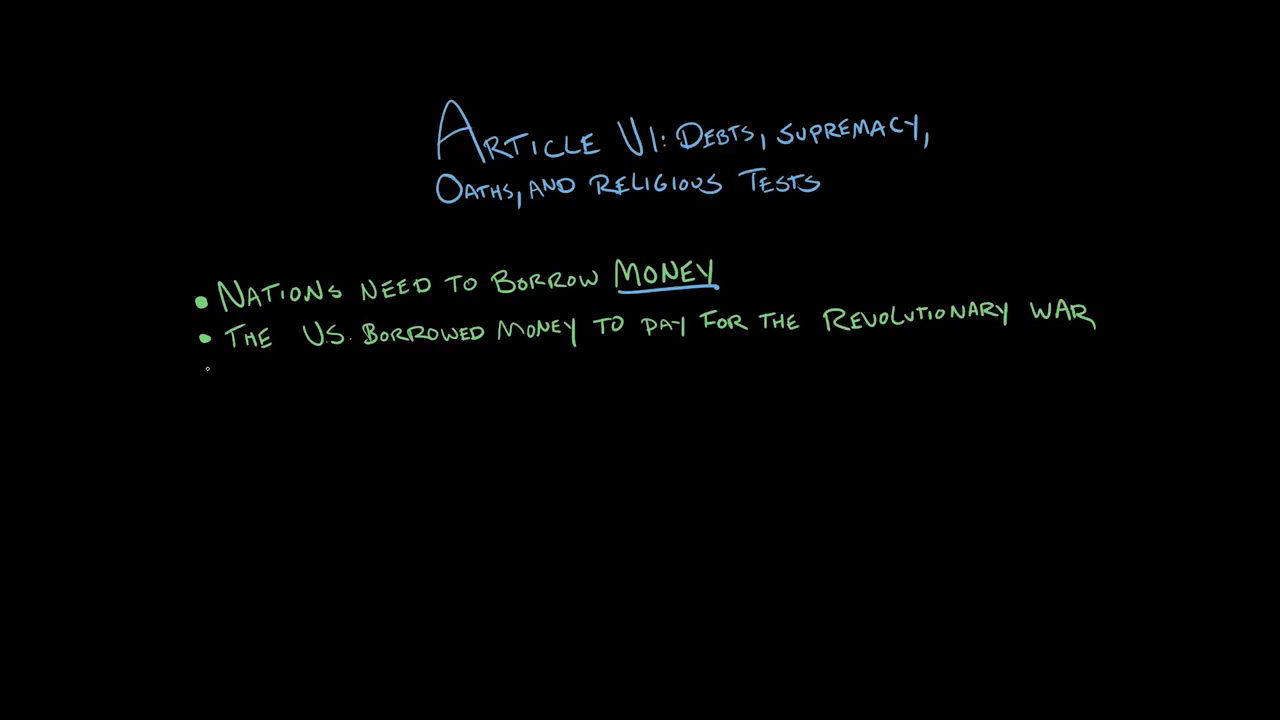 ARTICLE VI: DEBTS, SUPREMACY,
OATHS, AND RELIGIOUS TESTS
• NATIONS NEED TO BORROW MONEY
• THE U.S. BORROWED MONEY TO PAY FOR THE REVOLUTIONARY WAR